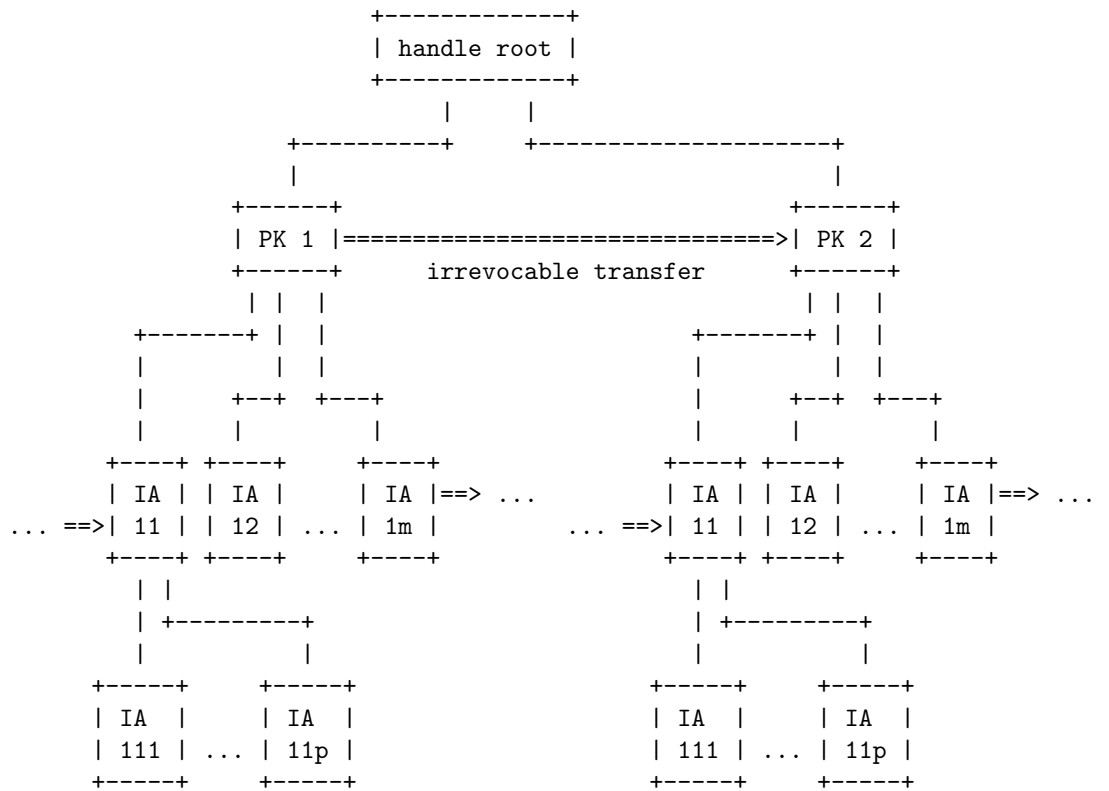 handle root
PK 1 PK 2
irrevocable transfer
IA IA IA ==> ... IA IA IA ==> ...
... ==> 11 12 ... 1m ... ==> 11 12 ... 1m
IA IA IA IA
111 ... 11p 111 ... 11p